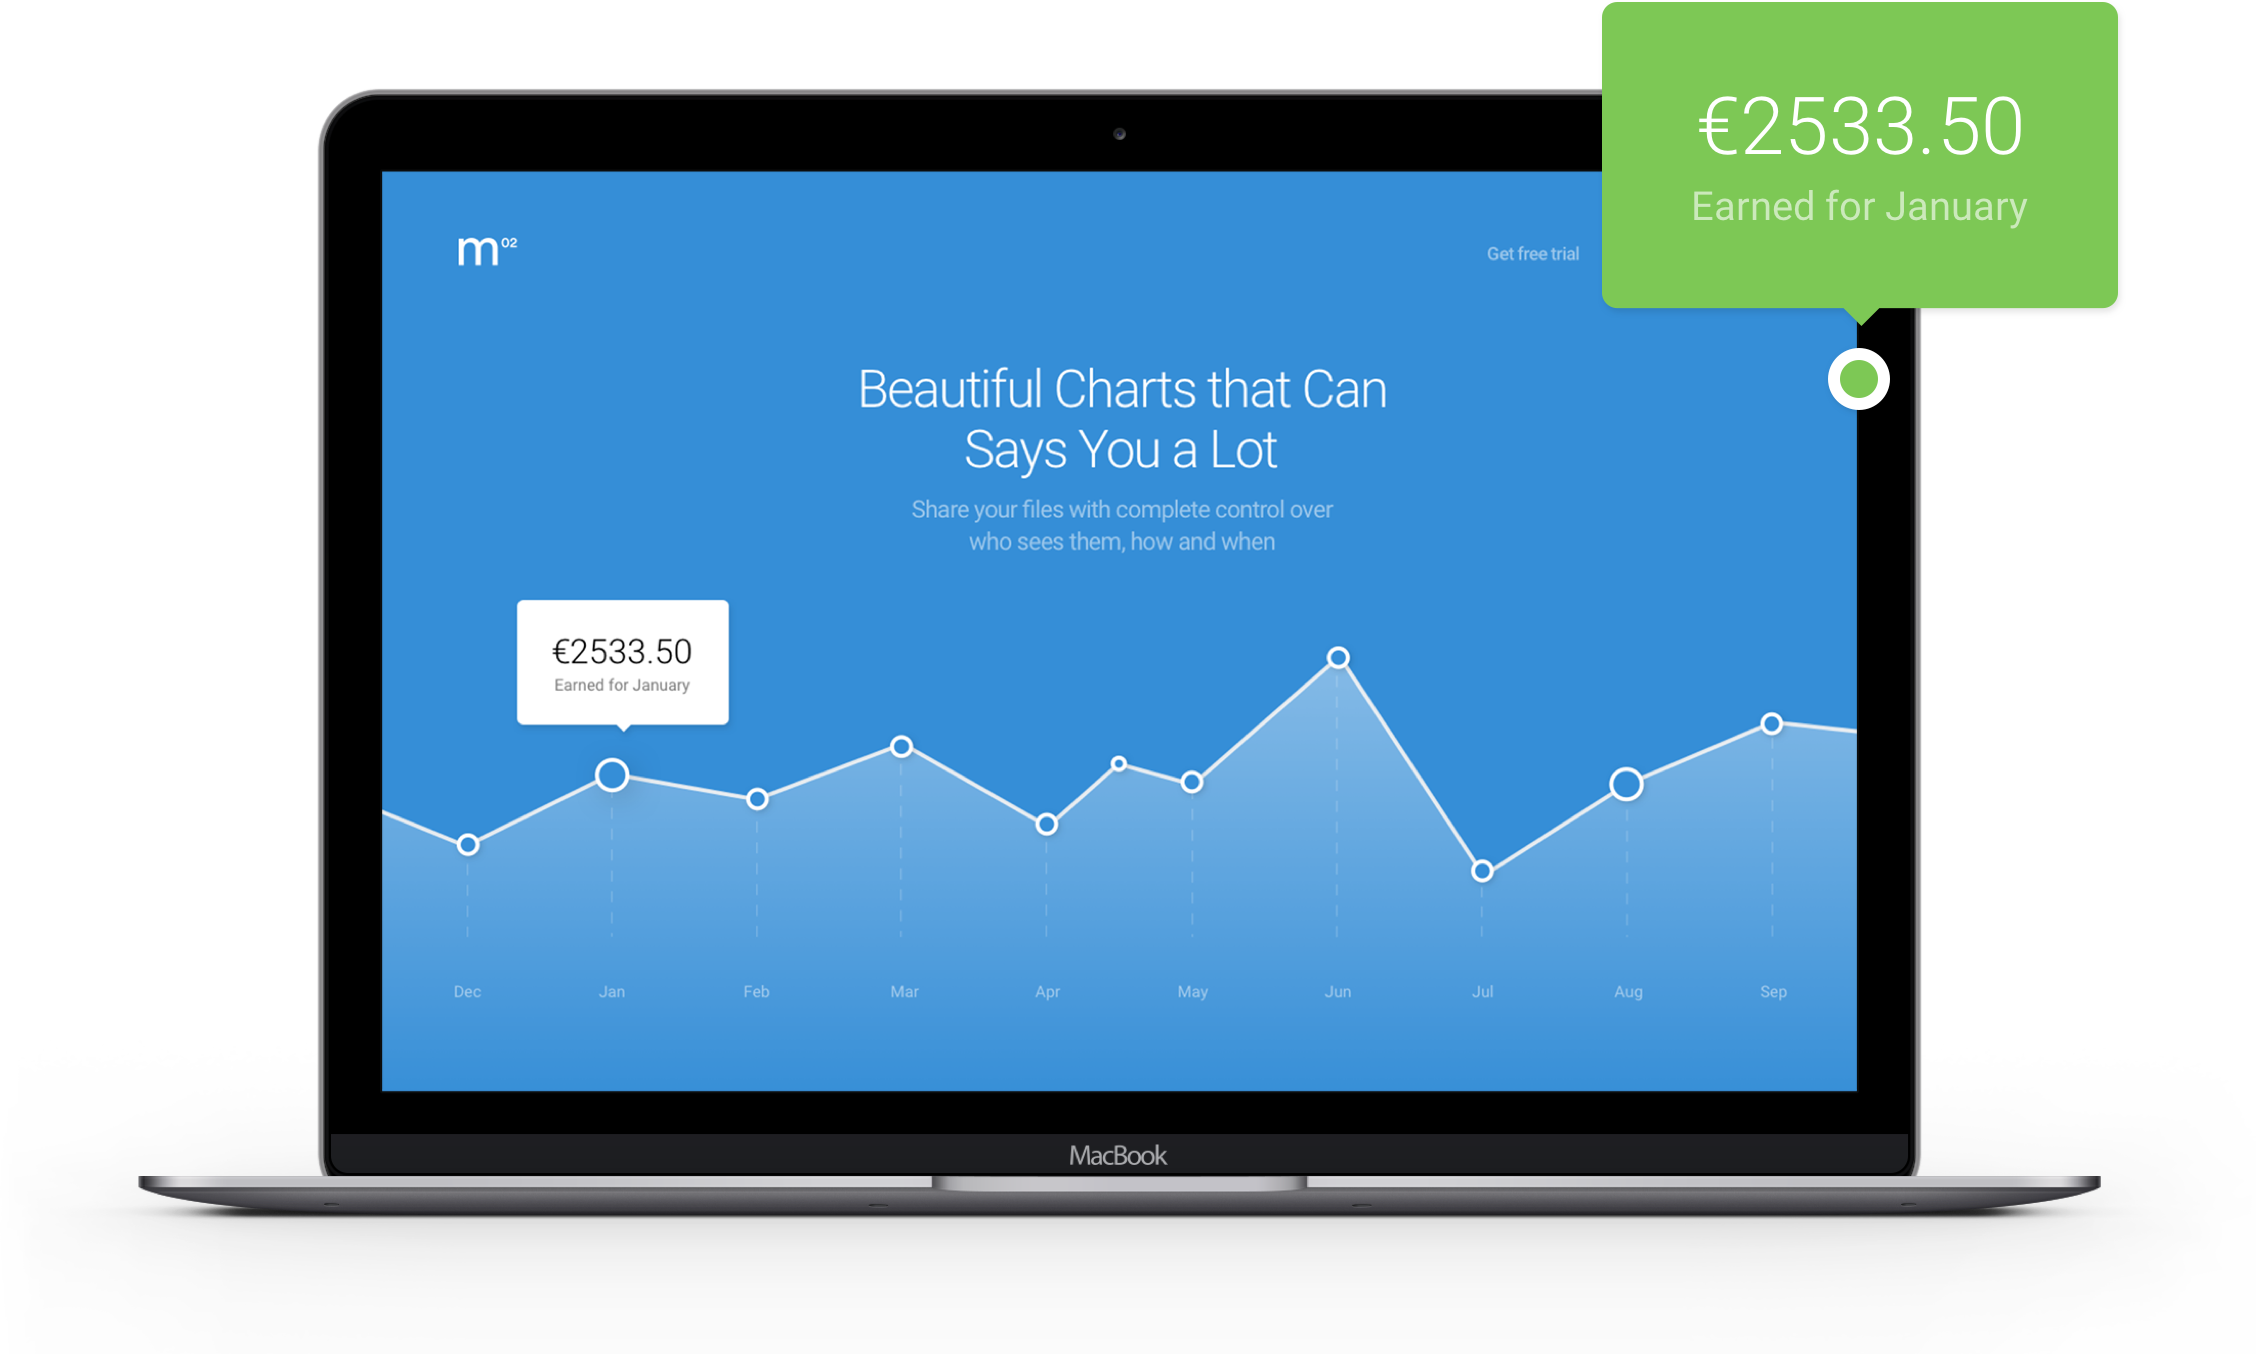 €2533.50
Earned for January
m02
Get free trial
Beautiful Charts that Can
Says You a Lot
Share your files with complete control over
who sees them, how and when
€2533.50
Earned for January
Dec Jan Feb Mar Apr May Jun Jul Aug Sep
MacBook